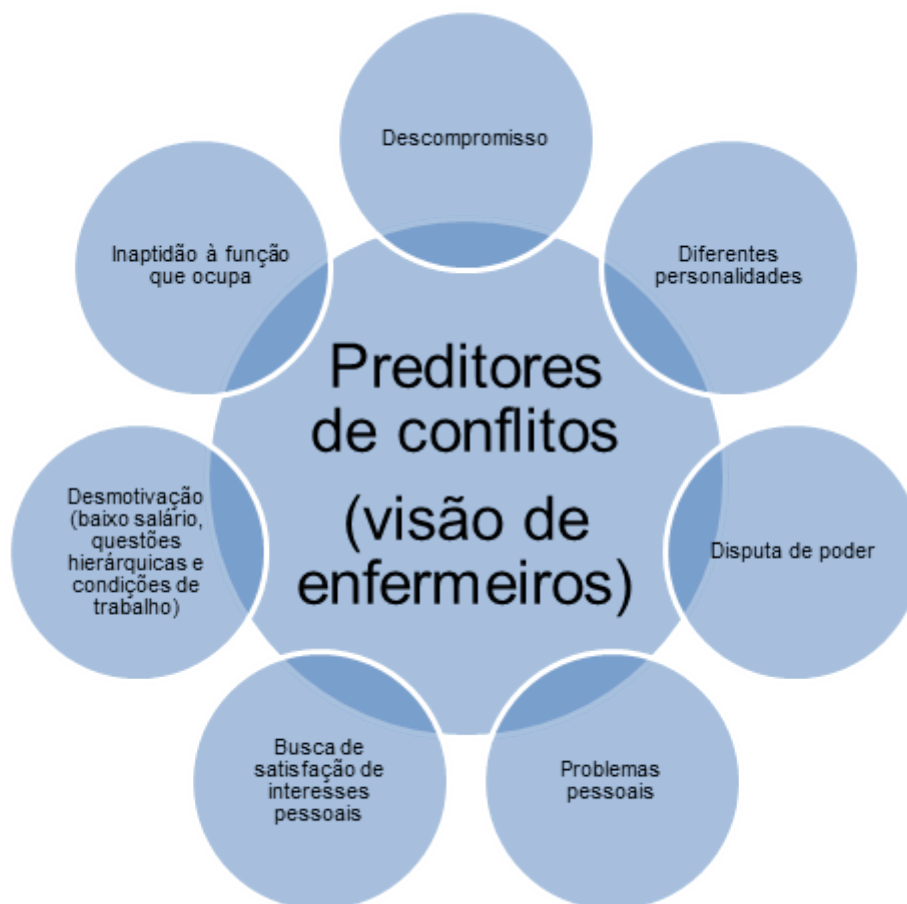 Descompromisso
Diferentes
personalidades
Disputa de poder
Problemas
pessoais
Busca de
satisfação de
interesses
pessoais
Desmotivação
(baixo salário,
questões
hierárquicas e
condições de
trabalho)
Inaptidão à função
que ocupa
Preditores
de conflitos
(visão de
enfermeiros)